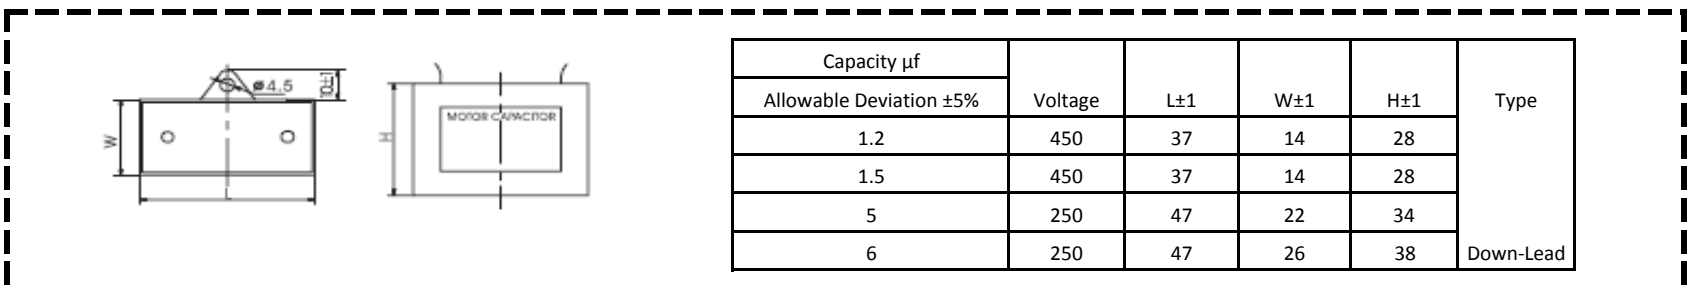 ø4.5
10±1
W
L
H
MOTOR CAPACITOR
Capacity µf
Allowable Deviation ±5% Voltage L±1 W±1 H±1 Type
1.2 450 37 14 28
1.5 450 37 14 28
5 250 47 22 34
6 250 47 26 38 Down-Lead